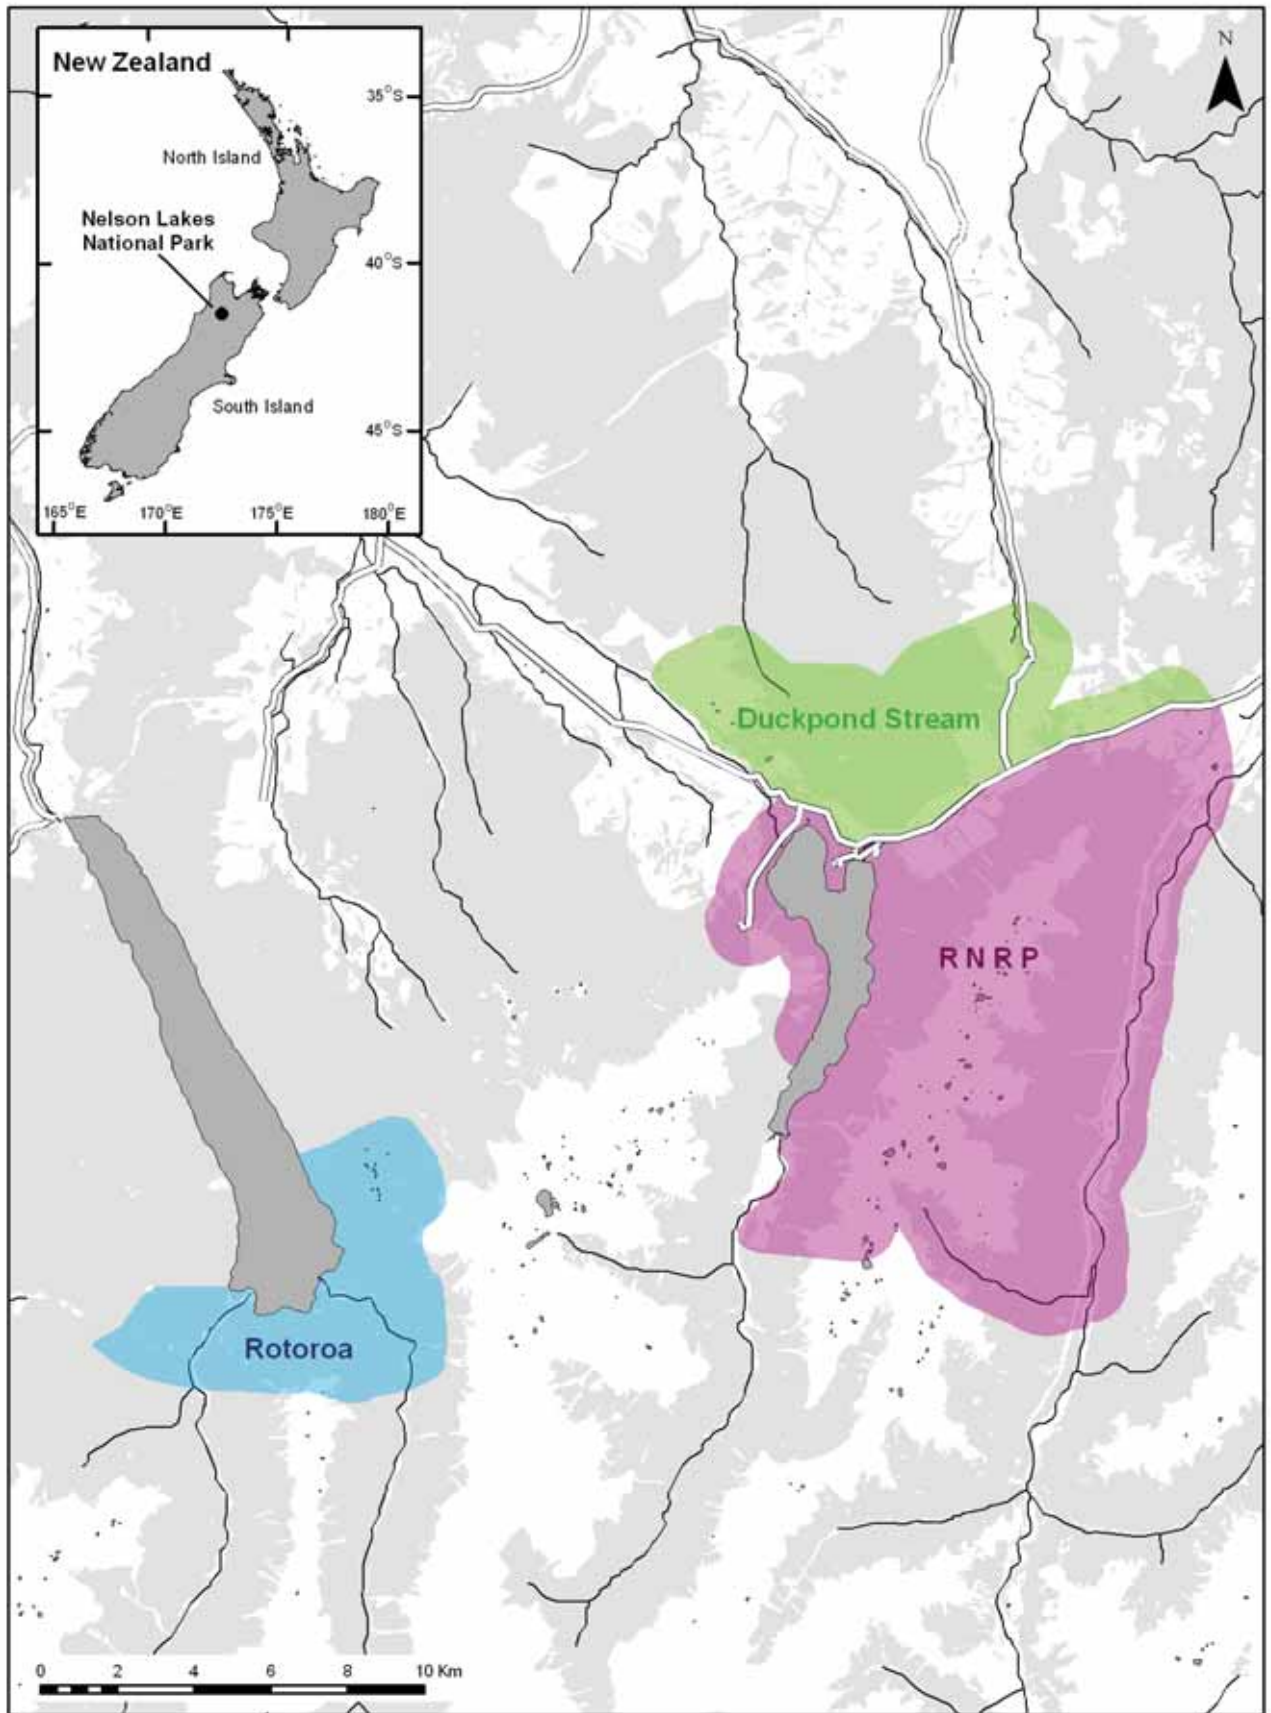 N
New Zealand
35°S
North Island
Nelson Lakes
National Park
40°S
South Island
45°S
165°E 170°E 175°E 180°E
Duckpond Stream
R N R P
Rotoroa
0 2 4 6 8 10 Km